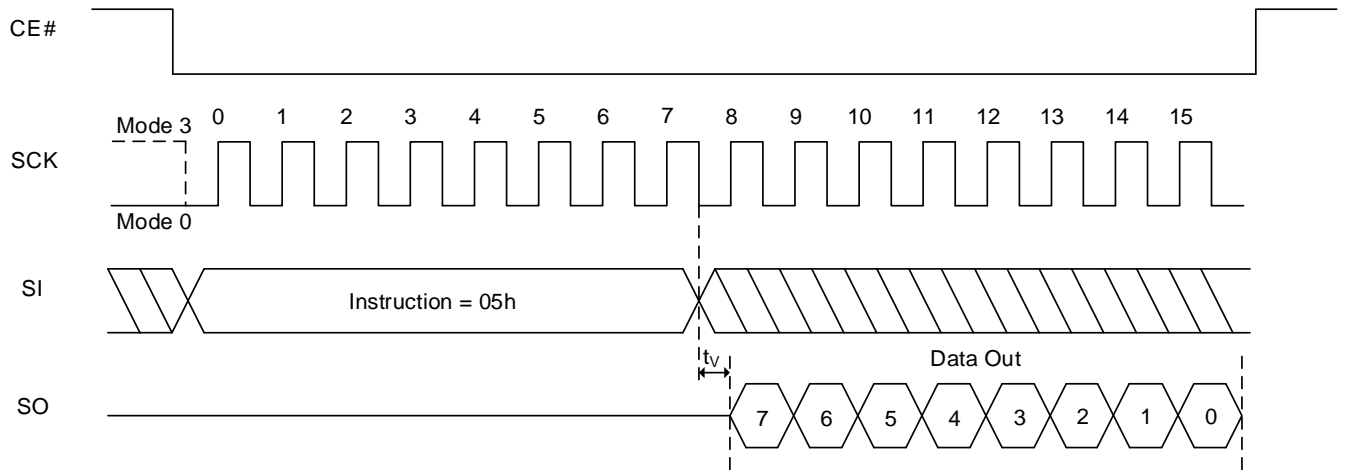 CE#
Mode 3 0 1 2 3 4 5 6 7 8 9 10 11 12 13 14 15
SCK
Mode 0
SI
Instruction = 05h
tV Data Out
SO
7 6 5 4 3 2 1 0